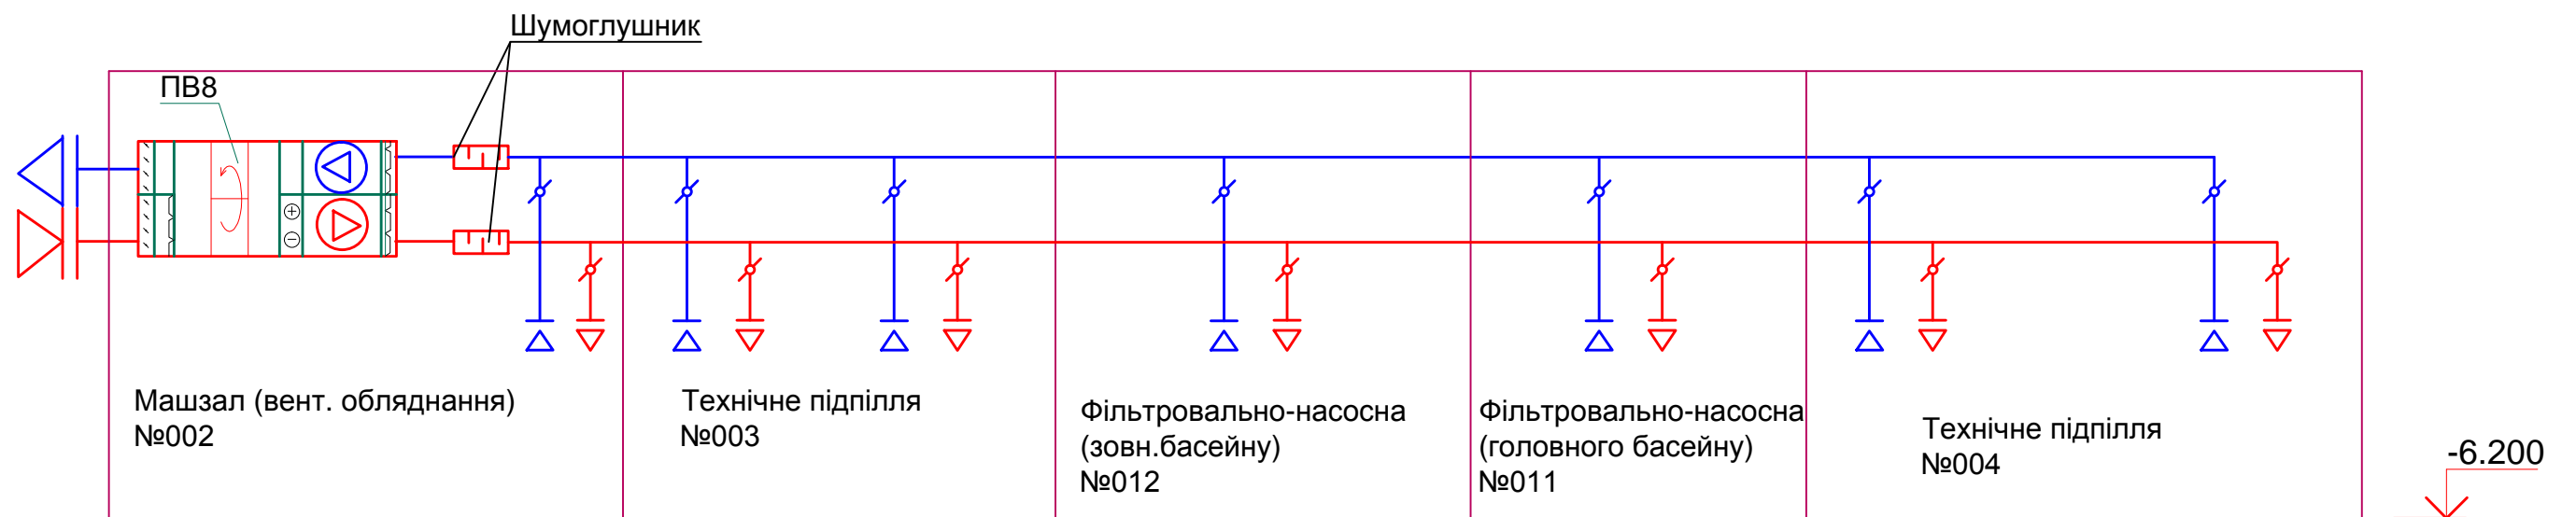 Шумоглушник
ПВ8
Машзал (вент. обляднання)
№002
Технічне підпілля
№003
Фільтровально-насосна
(зовн.басейну)
№012
Фільтровально-насосна
(головного басейну)
№011
Технічне підпілля
№004
-6.200